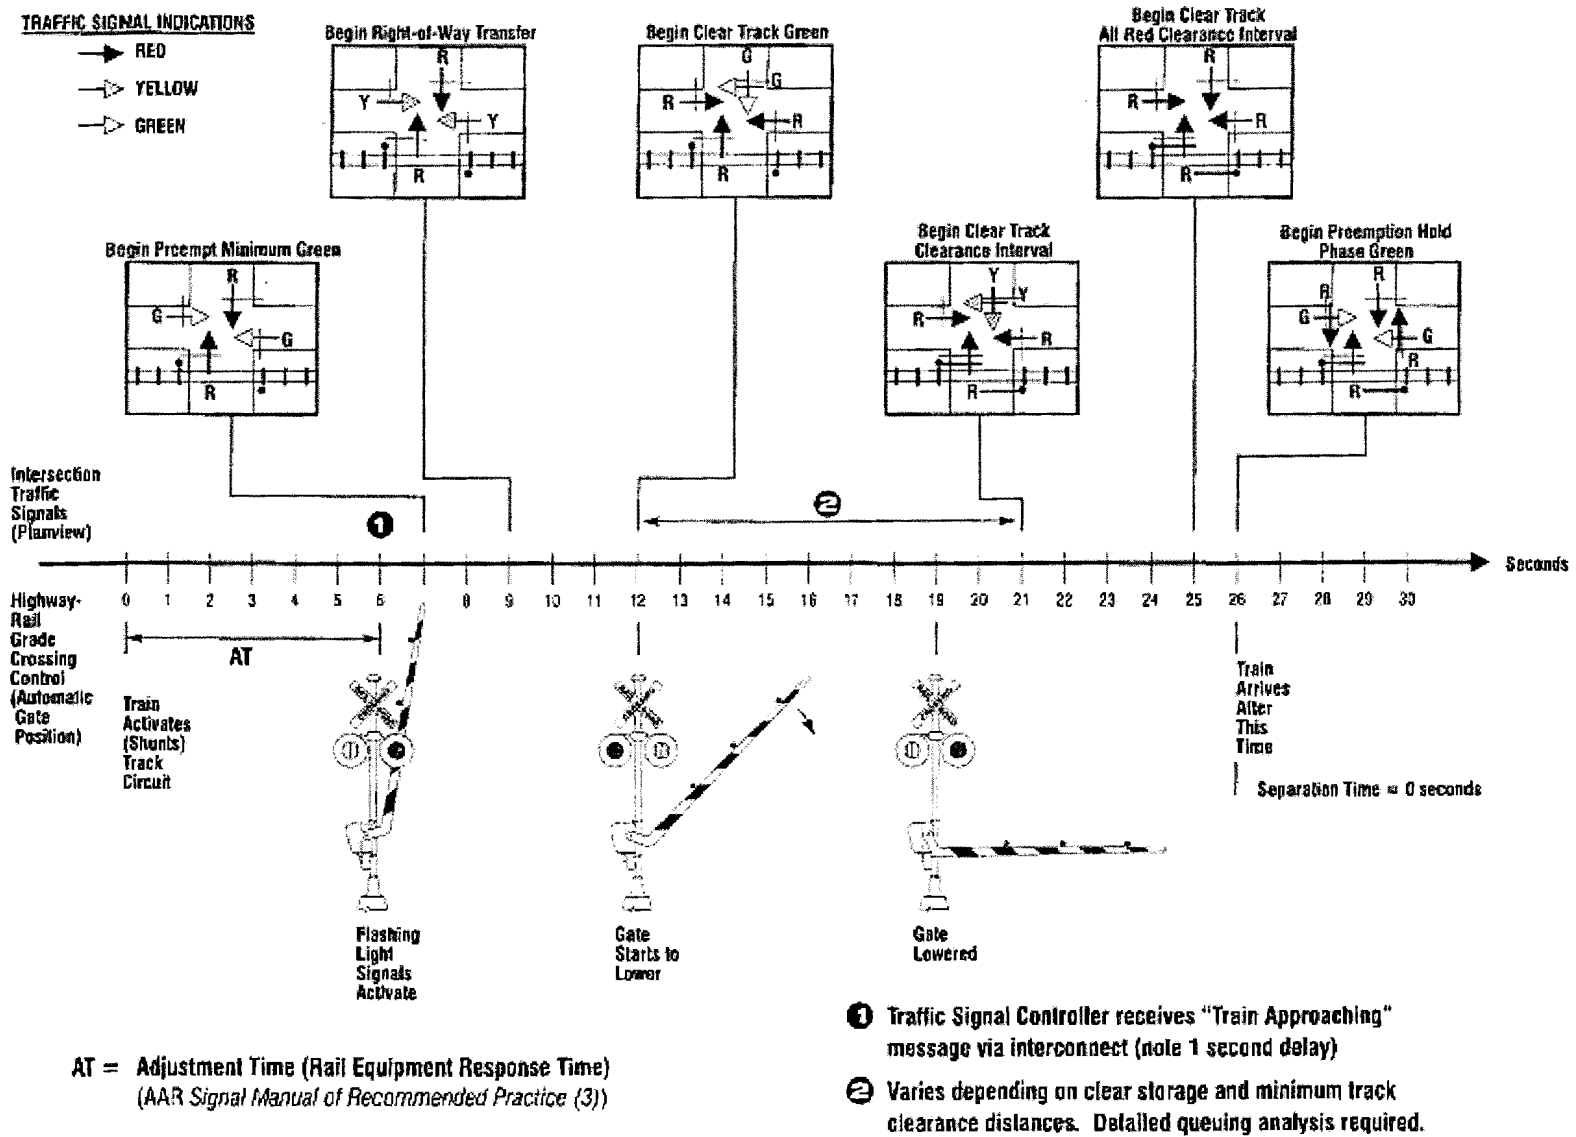 TRAFFIC SIGNAL INDICATIONS
RED
YELLOW
GREEN
Begin Right-of-Way Transfer
R
Y
Y
R
Begin Clear Track Green
G
G
R
R
R
Begin Clear Track
All Red Clearance Interval
R
R
R
R
Begin Preempt Minimum Green
R
G
G
R
Begin Clear Track
Clearance Interval
Y
Y
R
R
R
Begin Preemption Hold
Phase Green
R
R
G
G
R
R
Intersection
Traffic
Signals
(Planview)
1
2
Seconds
0 1 2 3 4 5 6 8 9 10 11 12 13 14 15 16 17 18 19 20 21 22 23 24 25 26 27 28 29 30
Highway-
Rail
Grade
Crossing
Control
(Automatic
Gate
Position)
AT
Train
Activates
(Shunts)
Track
Circuit
Flashing
Light
Signals
Activate
Gate
Starts to
Lower
Gate
Lowered
Train
Arrives
After
This
Time
Separation Time = 0 seconds
1 Traffic Signal Controller receives "Train Approaching"
message via interconnect (note 1 second delay)
2 Varies depending on clear storage and minimum track
clearance distances. Detailed queuing analysis required.
AT = Adjustment Time (Rail Equipment Response Time)
(AAR Signal Manual of Recommended Practice (3))